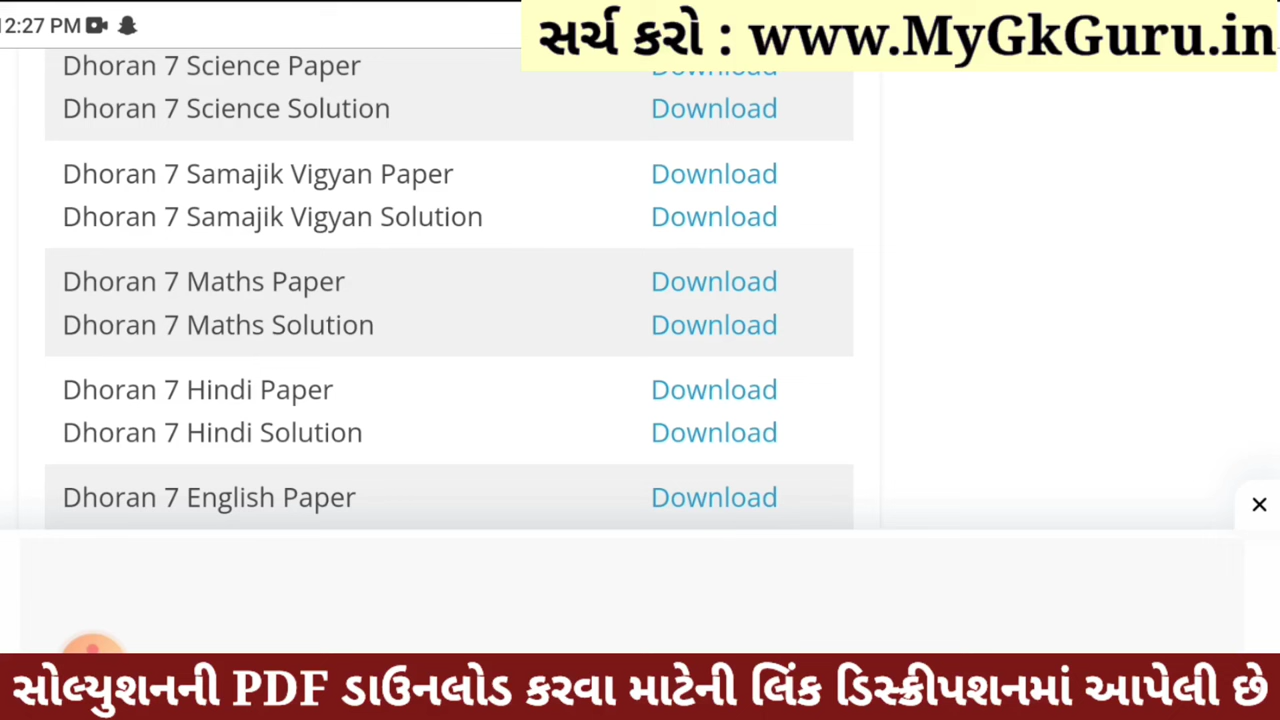 12:27 PM
સર્ચ કરો : www.MyGkGuru.in
Dhoran 7 Science Paper Download
Dhoran 7 Science Solution Download
Dhoran 7 Samajik Vigyan Paper Download
Dhoran 7 Samajik Vigyan Solution Download
Dhoran 7 Maths Paper Download
Dhoran 7 Maths Solution Download
Dhoran 7 Hindi Paper Download
Dhoran 7 Hindi Solution Download
Dhoran 7 English Paper Download
સોલ્યુશનની PDF ડાઉનલોડ કરવા માટેની લિંક ડિસ્ક્રીપશનમાં આપેલી છે